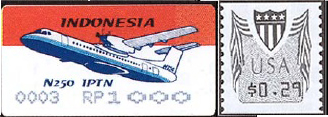 INDONESIA
N250 IPTN
0003 RP1000
USA
$0.29